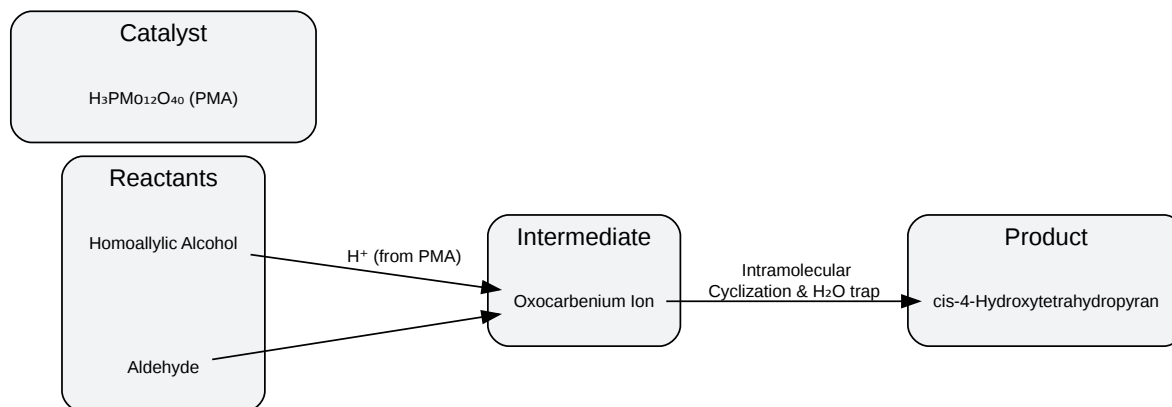 Catalyst
H₃PMo₁₂O₄₀ (PMA)
Reactants
Homoallylic Alcohol
Aldehyde
H⁺ (from PMA)
Intermediate
Oxocarbenium Ion
Intramolecular
Cyclization & H₂O trap
Product
cis-4-Hydroxytetrahydropyran